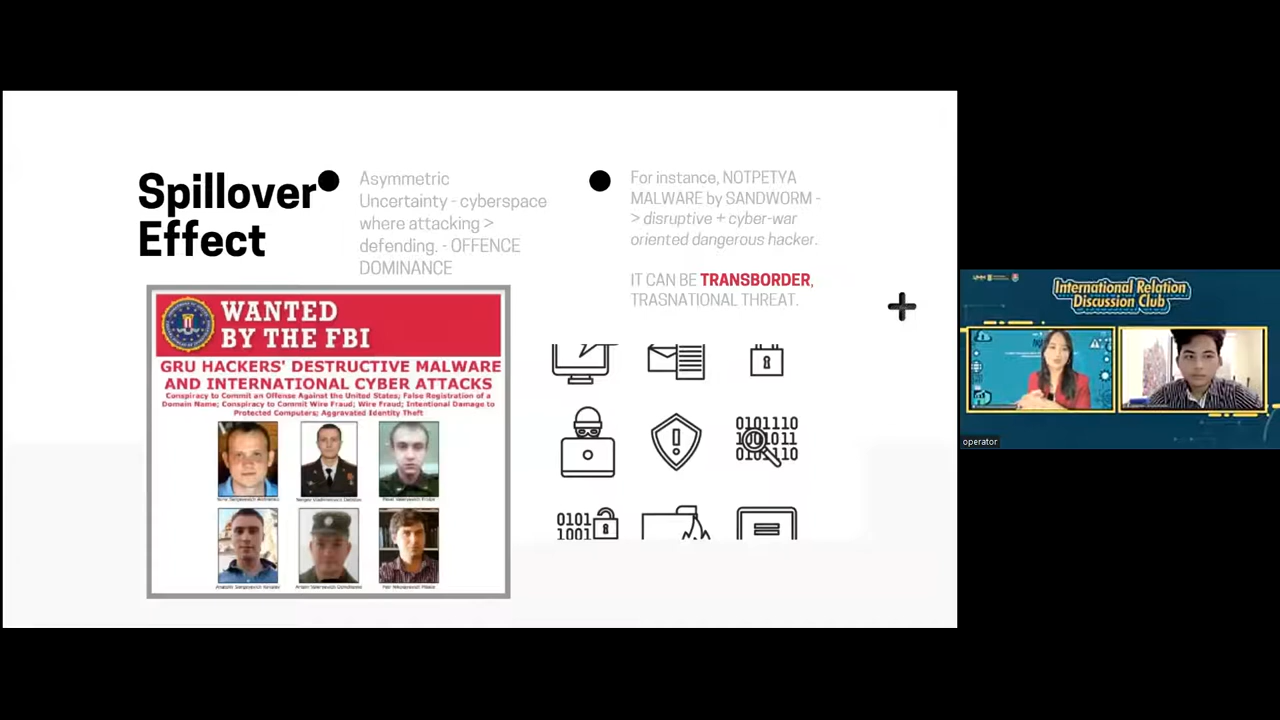 Spillover
Effect
Asymmetric
Uncertainty - cyberspace
where attacking >
defending. - OFFENCE
DOMINANCE
For instance, NOTPETYA
MALWARE by SANDWORM -
> disruptive + cyber-war
oriented dangerous hacker.
IT CAN BE TRANSBORDER,
TRASNATIONAL THREAT.
WANTED
BY THE FBI
GRU HACKERS' DESTRUCTIVE MALWARE
AND INTERNATIONAL CYBER ATTACKS
Conspiracy to Commit an Offense Against the United States; False Registration of a
Domain Name; Conspiracy to Commit Wire Fraud; Wire Fraud; Intentional Damage to
Protected Computers; Aggravated Identity Theft
0101110
0101
1001
International Relation
Discussion Club
operator